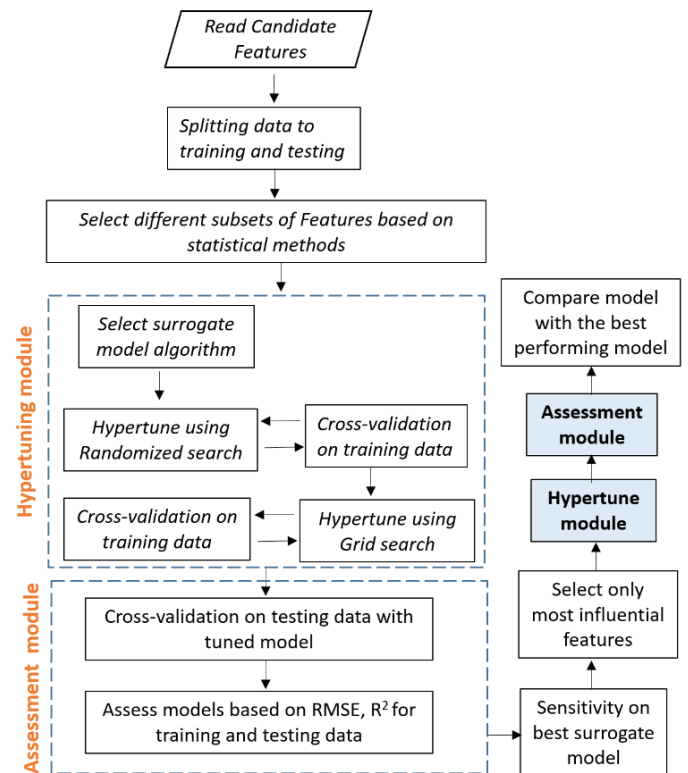 Read Candidate
Features
Splitting data to
training and testing
Select different subsets of Features based on
statistical methods
Hypertuning module
Select surrogate
model algorithm
Hypertune using
Randomized search
Cross-validation
on training data
Cross-validation on
training data
Hypertune using
Grid search
Assessment module
Cross-validation on testing data with
tuned model
Assess models based on RMSE, R² for
training and testing data
Sensitivity on
best surrogate
model
Select only
most influential
features
Hypertune
module
Assessment
module
Compare model
with the best
performing model